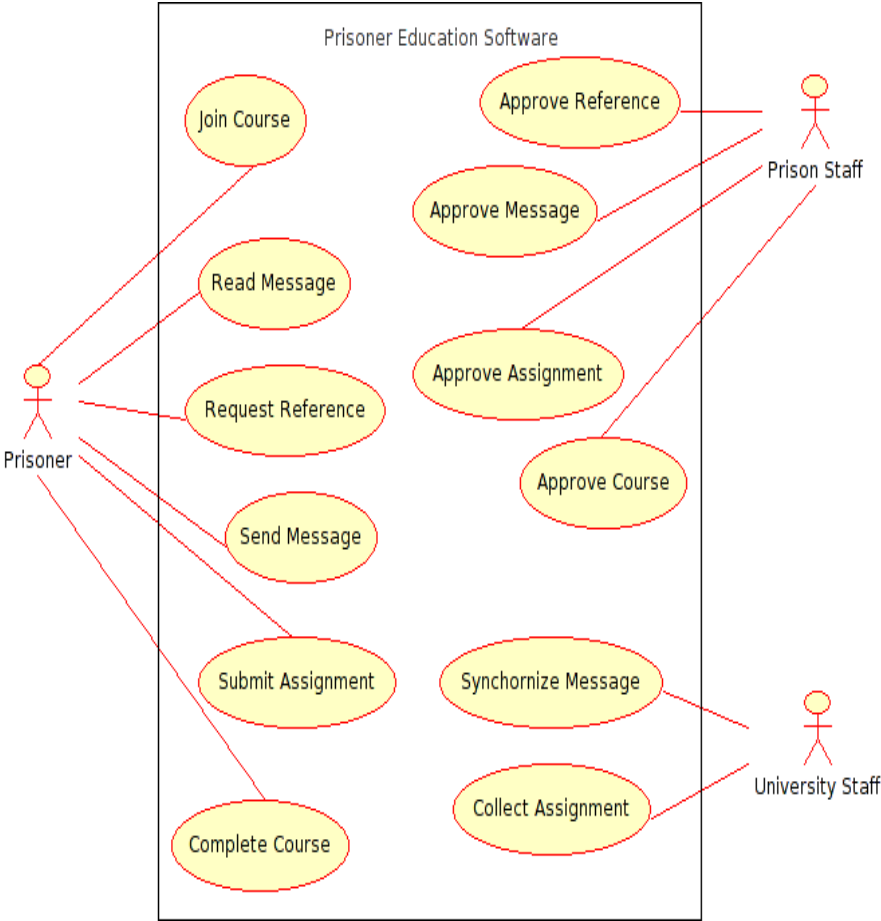 Prisoner Education Software
Join Course
Approve Reference
Prison Staff
Approve Message
Read Message
Approve Assignment
Request Reference
Prisoner
Approve Course
Send Message
Submit Assignment
Synchornize Message
University Staff
Collect Assignment
Complete Course